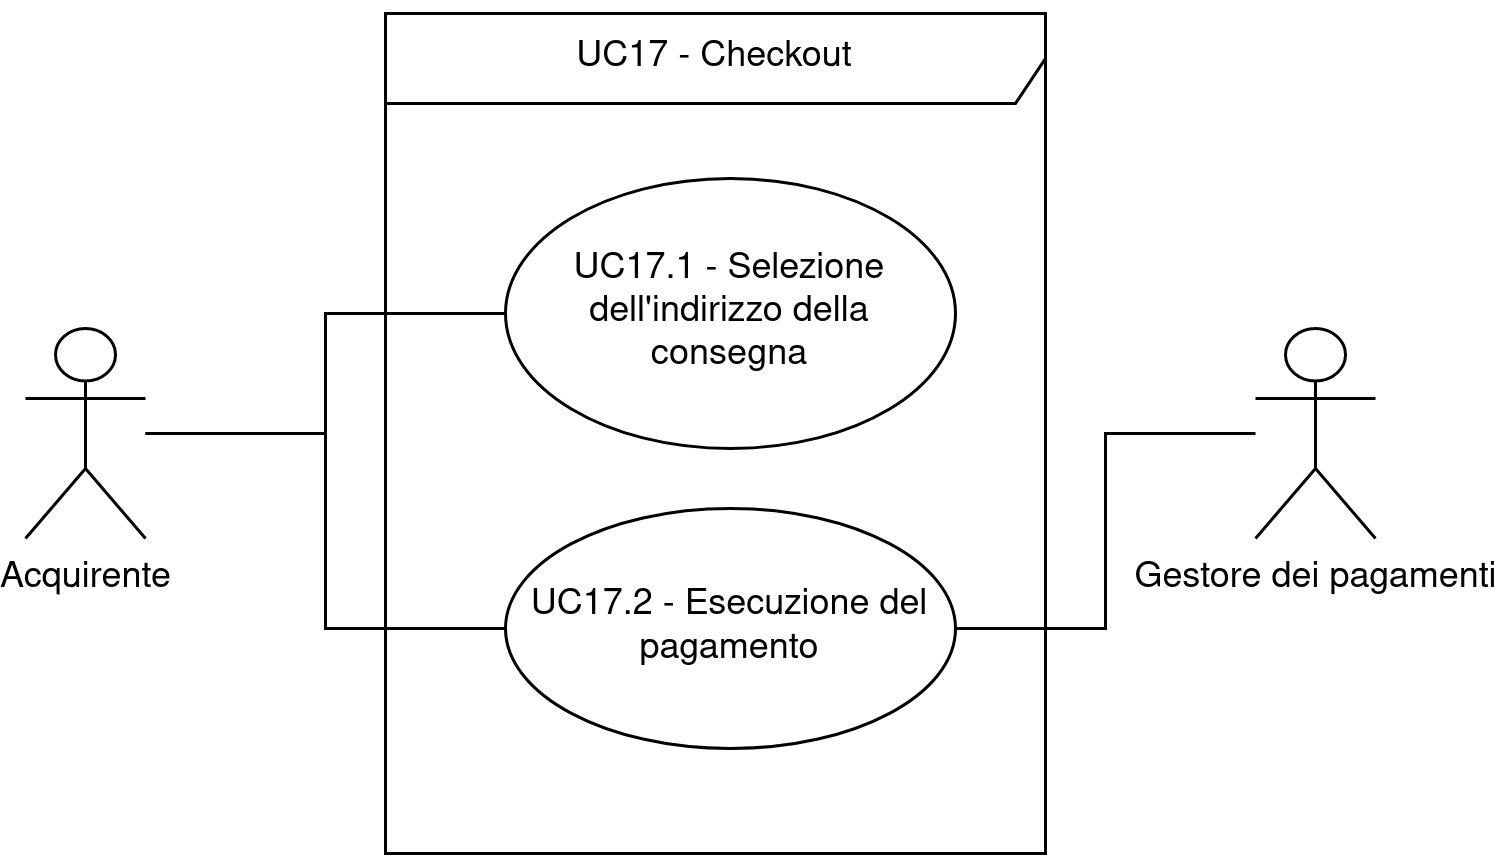 UC17 - Checkout
UC17.1 - Selezione
dell'indirizzo della
consegna
Acquirente
Gestore dei pagamenti
UC17.2 - Esecuzione del
pagamento